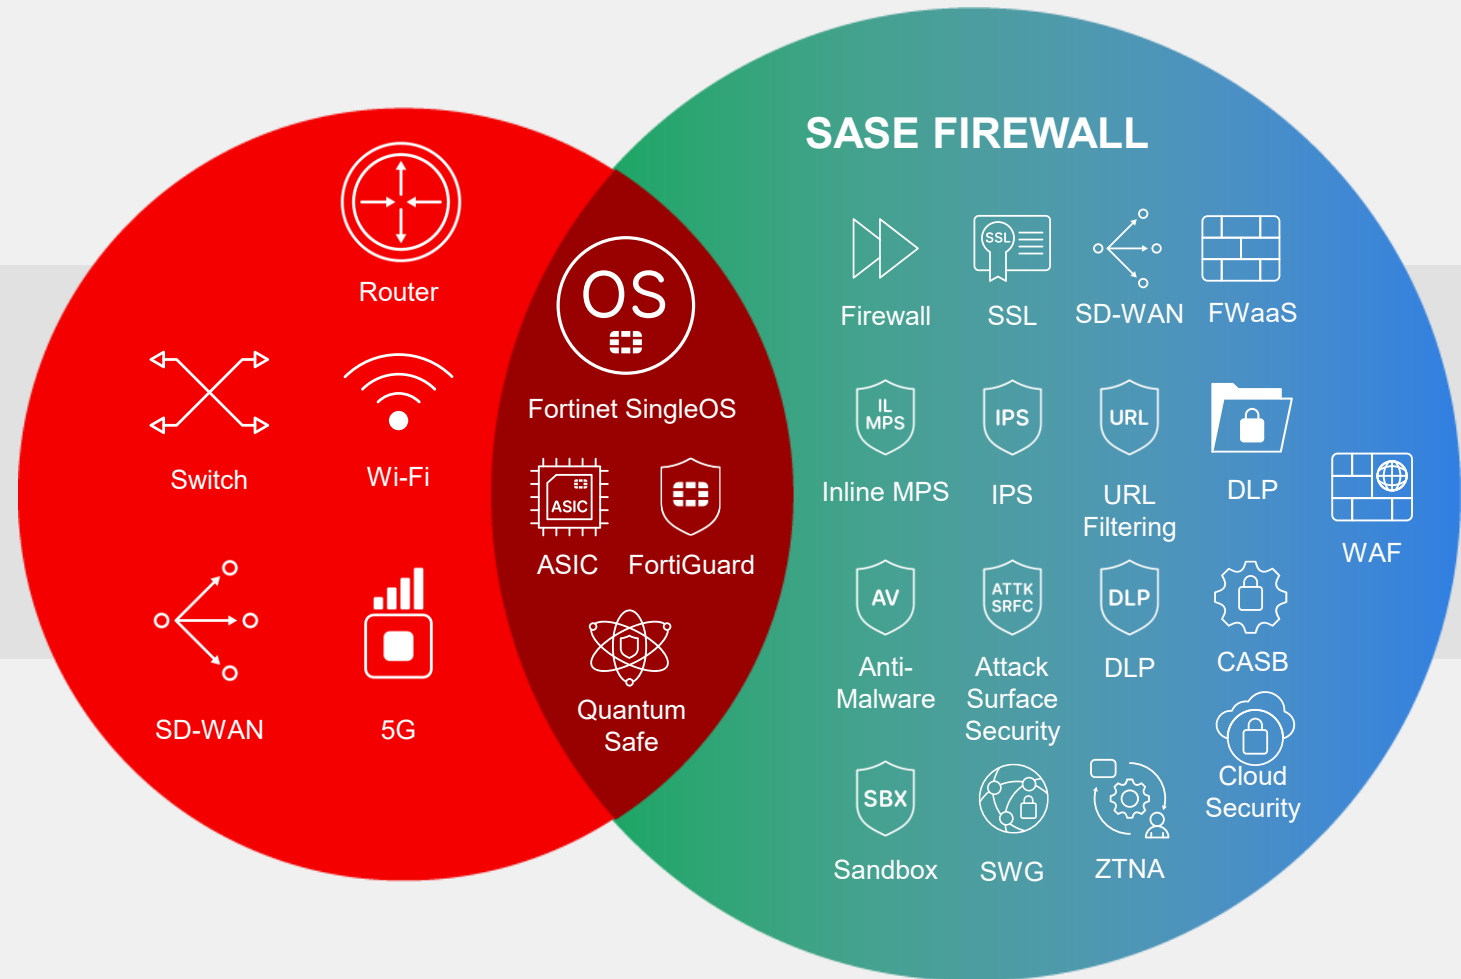 SASE FIREWALL
Router
Switch
Wi-Fi
SD-WAN
5G
OS
Fortinet SingleOS
ASIC
ASIC
FortiGuard
Quantum
Safe
Firewall
SSL
SSL
SD-WAN
FWaaS
IL
MPS
Inline MPS
IPS
IPS
URL
URL
Filtering
DLP
WAF
AV
Anti-
Malware
ATTK
SRFC
Attack
Surface
Security
DLP
DLP
CASB
Cloud
Security
SBX
Sandbox
SWG
ZTNA